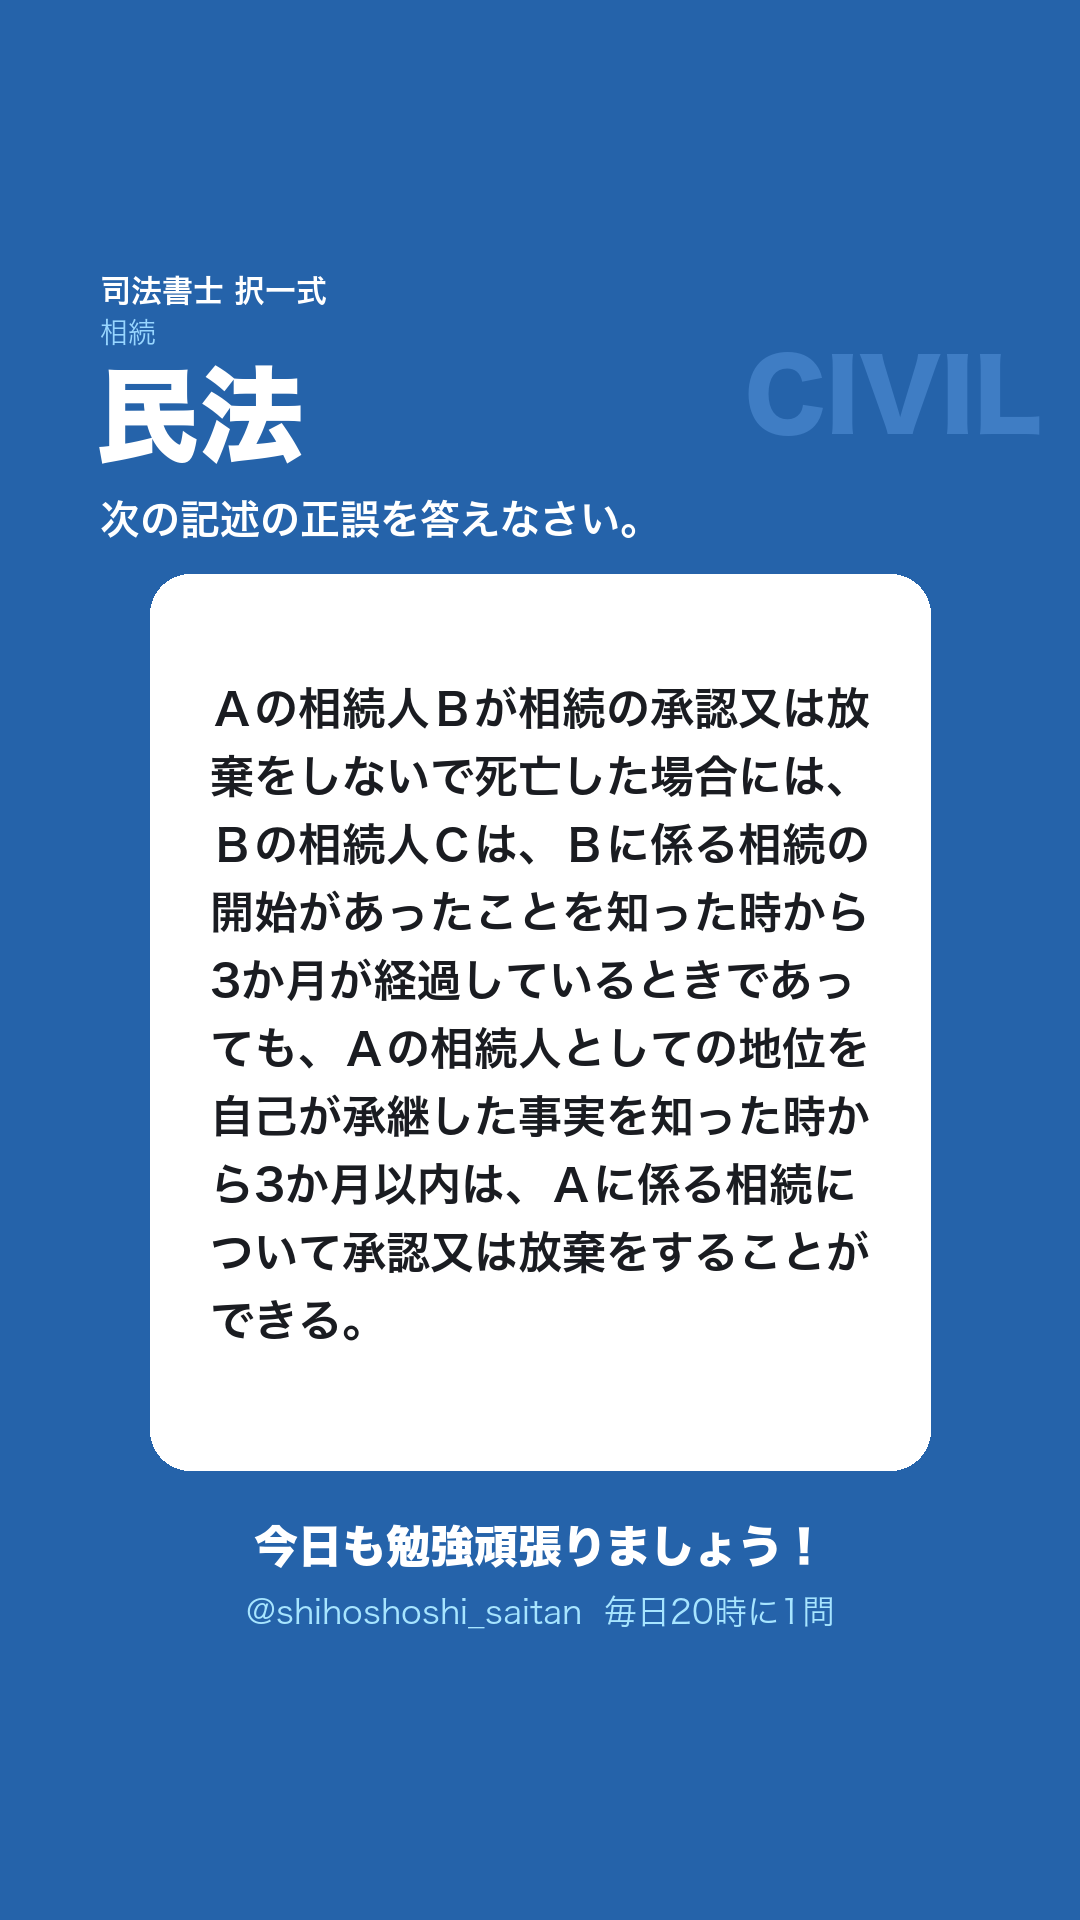 司法書士 択一式
相続
民法
CIVIL
次の記述の正誤を答えなさい。
Ａの相続人Ｂが相続の承認又は放
棄をしないで死亡した場合には、
Ｂの相続人Ｃは、Ｂに係る相続の
開始があったことを知った時から
3か月が経過しているときであっ
ても、Ａの相続人としての地位を
自己が承継した事実を知った時か
ら3か月以内は、Ａに係る相続に
ついて承認又は放棄をすることが
できる。
今日も勉強頑張りましょう！
@shihoshoshi_saitan 毎日20時に1問